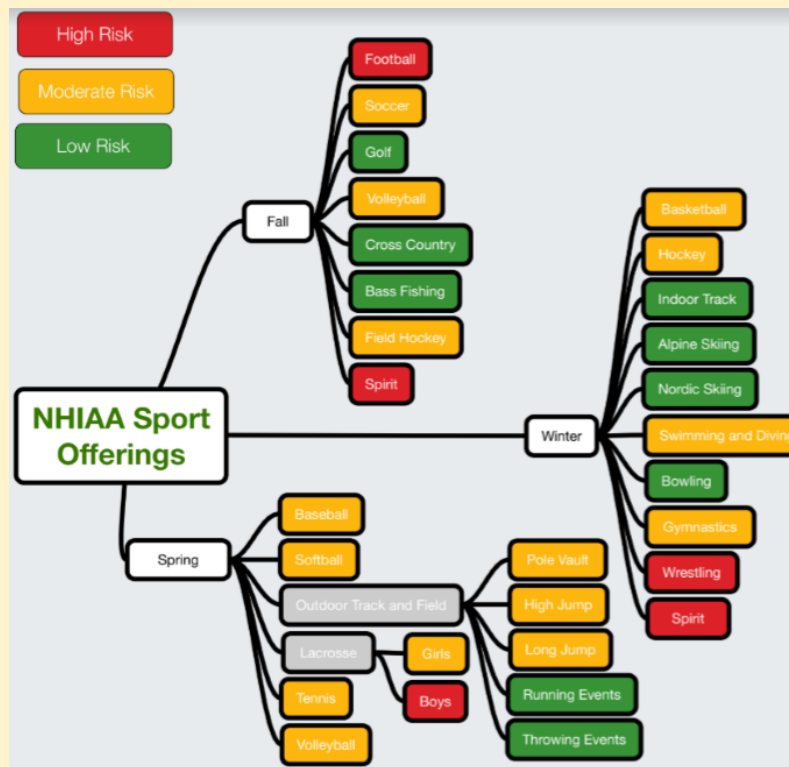 High Risk
Moderate Risk
Low Risk
Football
Soccer
Golf
Volleyball
Cross Country
Bass Fishing
Field Hockey
Spirit
Fall
NHIAA Sport
Offerings
Winter
Basketball
Hockey
Indoor Track
Alpine Skiing
Nordic Skiing
Swimming and Diving
Bowling
Gymnastics
Wrestling
Spirit
Spring
Baseball
Softball
Outdoor Track and Field
Pole Vault
High Jump
Long Jump
Running Events
Throwing Events
Lacrosse
Girls
Boys
Tennis
Volleyball